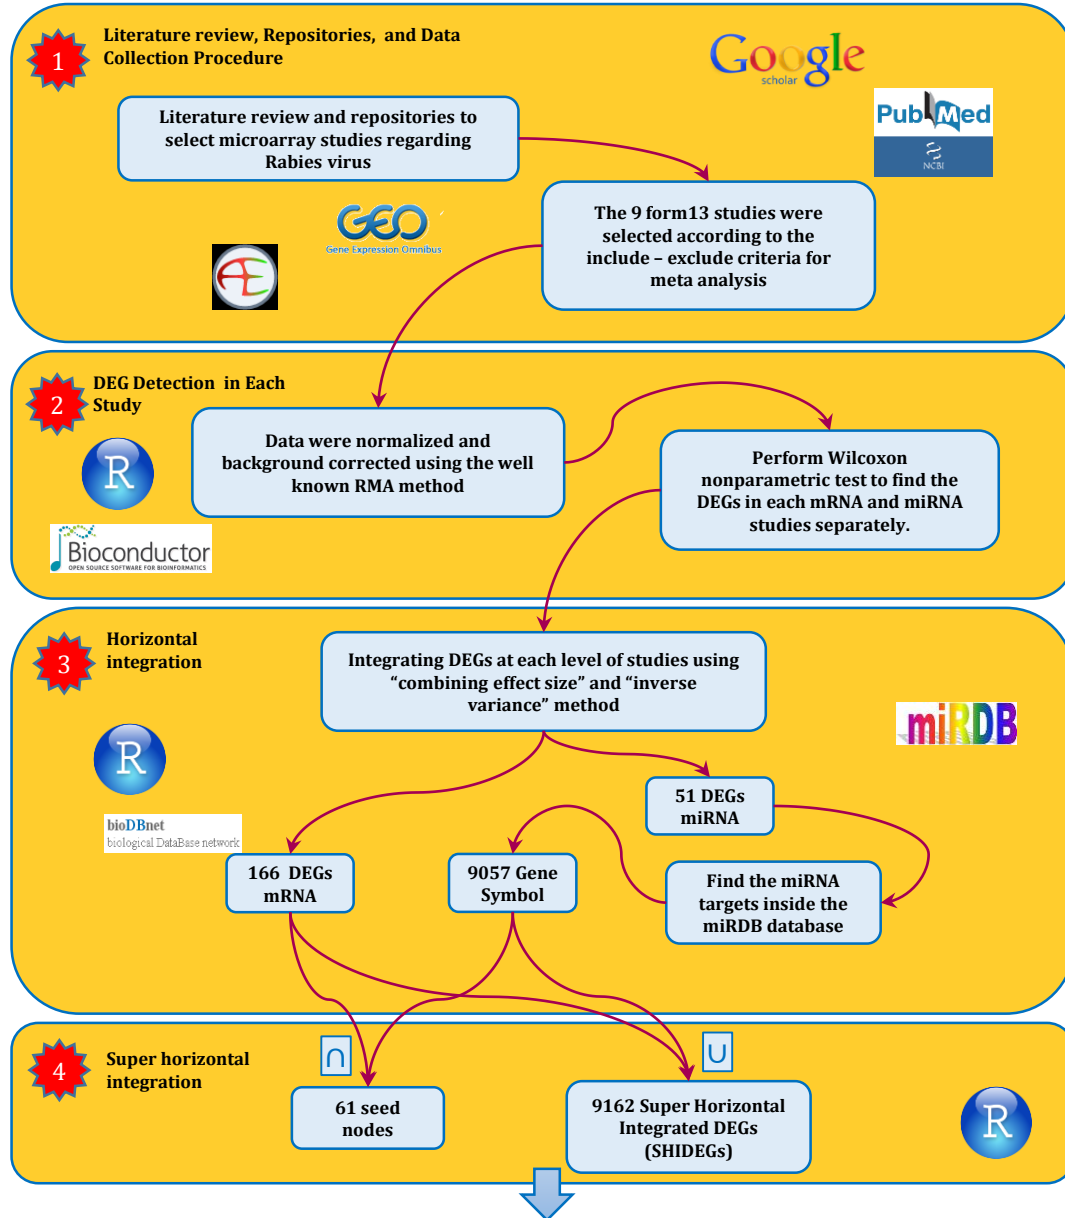 1
Literature review, Repositories, and Data
Collection Procedure
Google
scholar
PubMed
NCBI
Literature review and repositories to
select microarray studies regarding
Rabies virus
GEO
Gene Expression Omnibus
AE
The 9 form13 studies were
selected according to the
include – exclude criteria for
meta analysis
2
DEG Detection in Each
Study
R
Bioconductor
OPEN SOURCE SOFTWARE FOR BIOINFORMATICS
Data were normalized and
background corrected using the well
known RMA method
Perform Wilcoxon
nonparametric test to find the
DEGs in each mRNA and miRNA
studies separately.
3
Horizontal
integration
Integrating DEGs at each level of studies using
“combining effect size” and “inverse
variance” method
miRDB
R
bioDBnet
biological DataBase network
51 DEGs
miRNA
166 DEGs
mRNA
9057 Gene
Symbol
Find the miRNA
targets inside the
miRDB database
4
Super horizontal
integration
∩
∪
61 seed
nodes
9162 Super Horizontal
Integrated DEGs
(SHIDEGs)
R